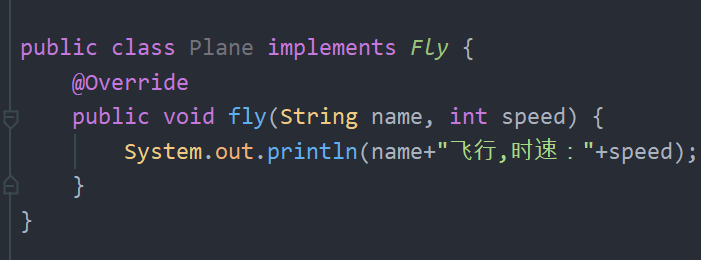 public class Plane implements Fly {
    @Override
    public void fly(String name, int speed) {
        System.out.println(name+"飞行,时速："+speed);
    }
}